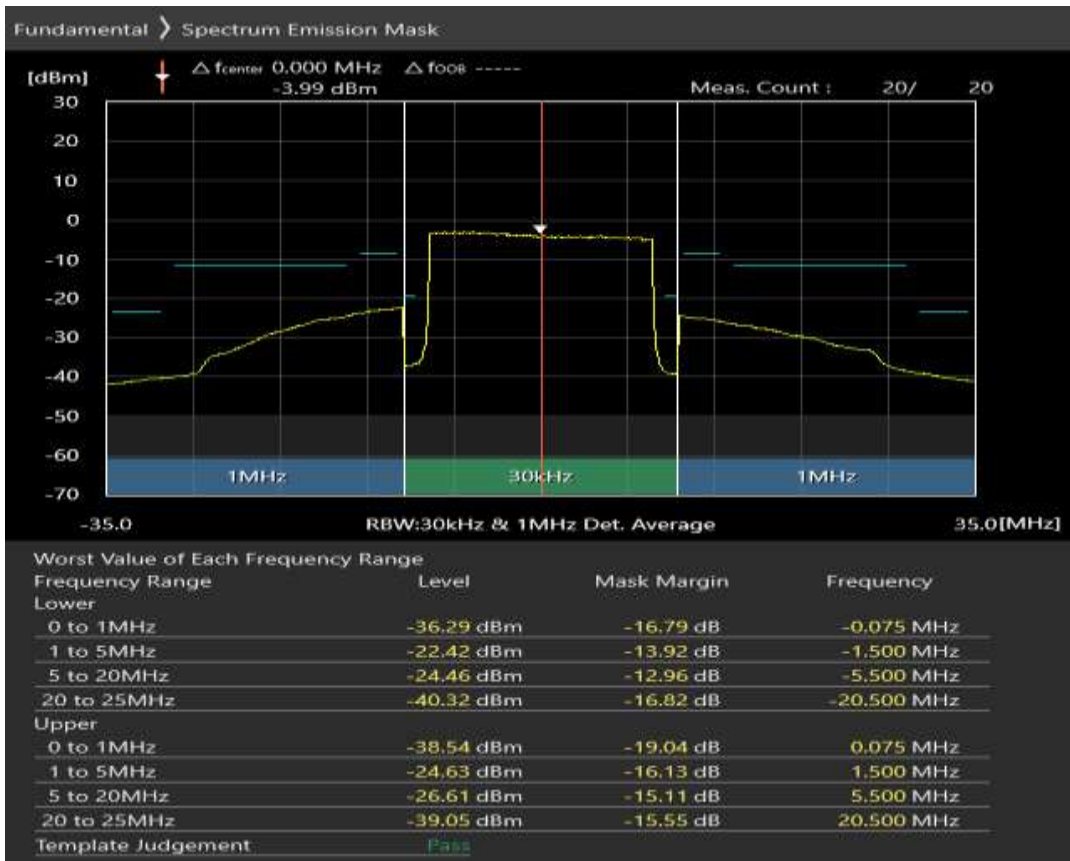 Fundamental ❯ Spectrum Emission Mask
[dBm] △ fcenter 0.000 MHz △ fOOB -----
-3.99 dBm Meas. Count : 20/ 20
30
20
10
0
-10
-20
-30
-40
-50
-60
1MHz 30kHz 1MHz
-70
-35.0 RBW:30kHz & 1MHz Det. Average 35.0[MHz]
Worst Value of Each Frequency Range
Frequency Range Level Mask Margin Frequency
Lower
0 to 1MHz -36.29 dBm -16.79 dB -0.075 MHz
1 to 5MHz -22.42 dBm -13.92 dB -1.500 MHz
5 to 20MHz -24.46 dBm -12.96 dB -5.500 MHz
20 to 25MHz -40.32 dBm -16.82 dB -20.500 MHz
Upper
0 to 1MHz -38.54 dBm -19.04 dB 0.075 MHz
1 to 5MHz -24.63 dBm -16.13 dB 1.500 MHz
5 to 20MHz -26.61 dBm -15.11 dB 5.500 MHz
20 to 25MHz -39.05 dBm -15.55 dB 20.500 MHz
Template Judgement Pass